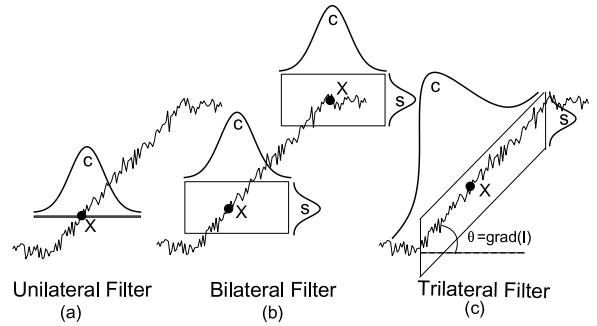 c
X
Unilateral Filter
(a)
c
X
s
c
X
s
Bilateral Filter
(b)
c
s
X
θ=grad(I)
Trilateral Filter
(c)